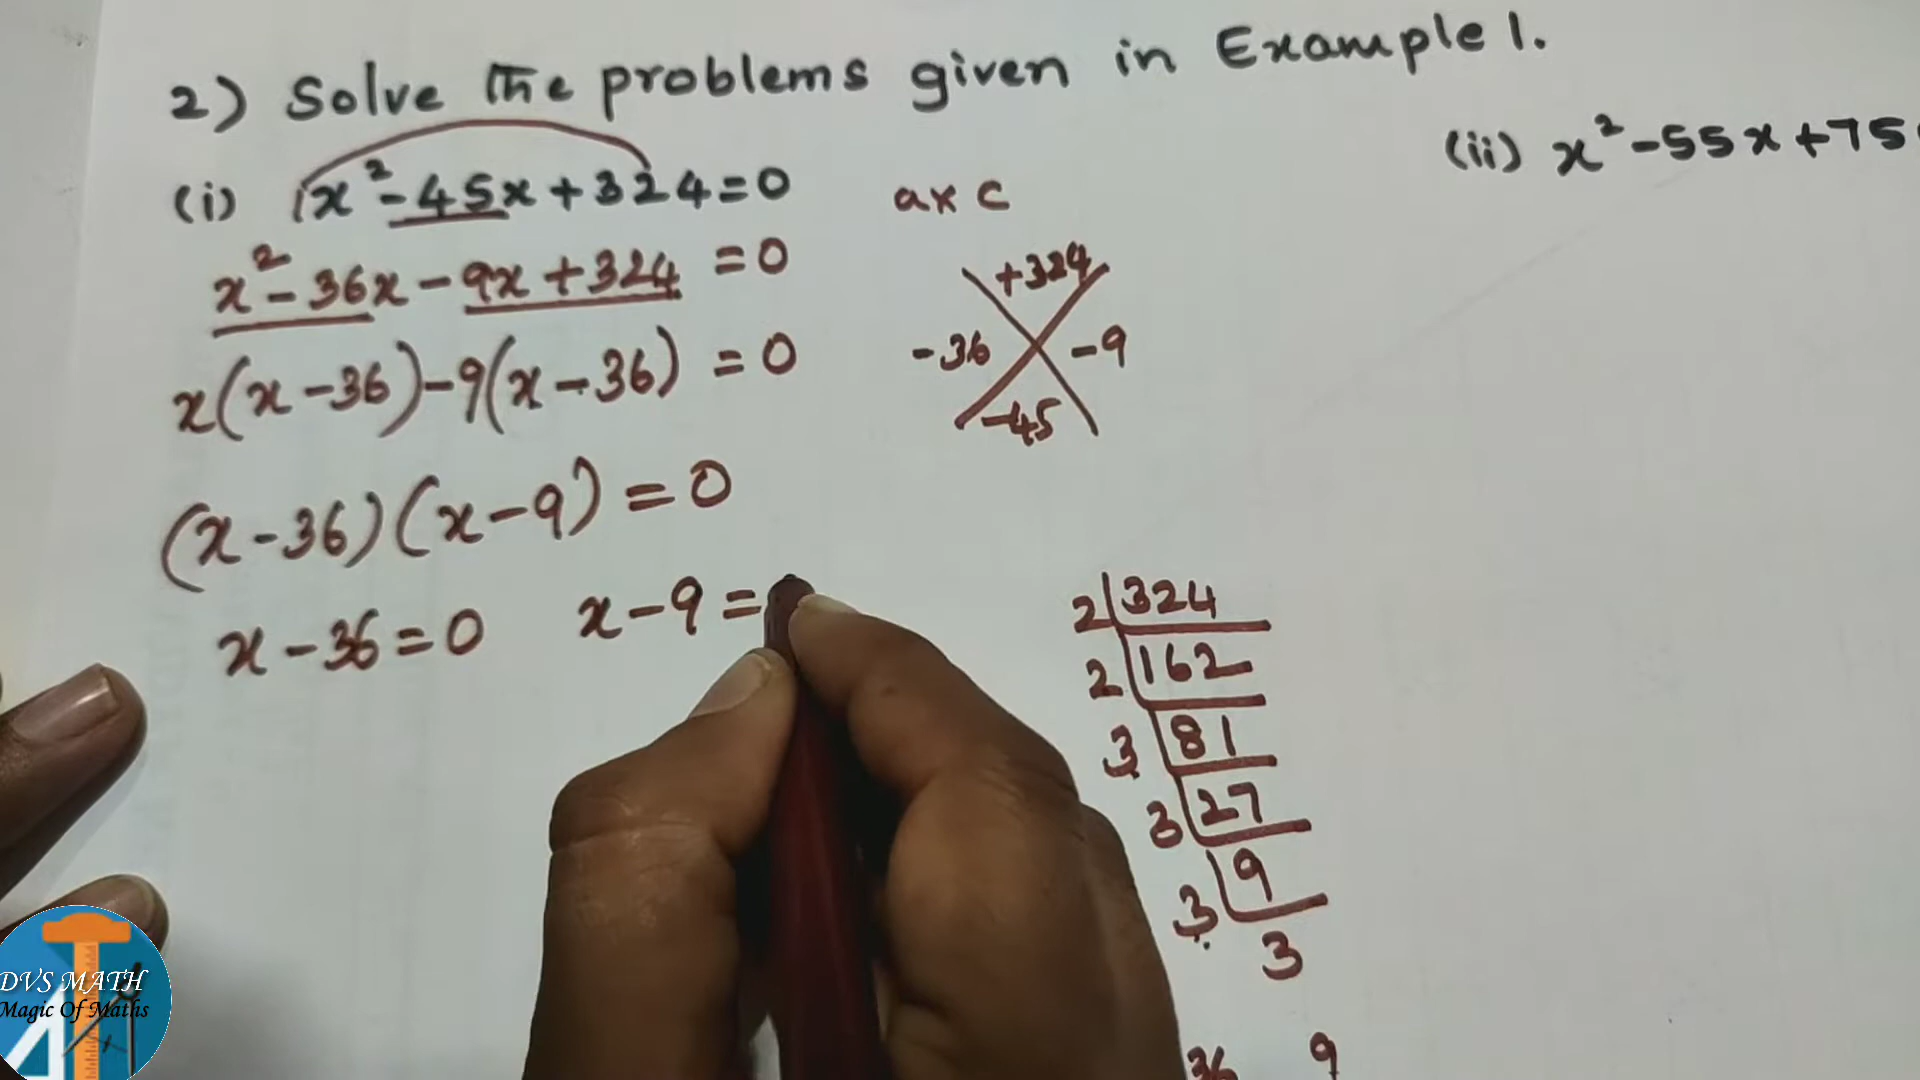 2) Solve the problems given in Example 1.
(i) 1x² - 45x + 324 = 0
a x c
(ii) x² - 55x + 75
x² - 36x - 9x + 324 = 0
x(x - 36) - 9(x - 36) = 0
+324
-36 -9
-45
(x - 36)(x - 9) = 0
x - 36 = 0 x - 9 =
2 324
2 162
3 81
3 27
3 9
3
36 9
DVS MATH
Magic Of Maths